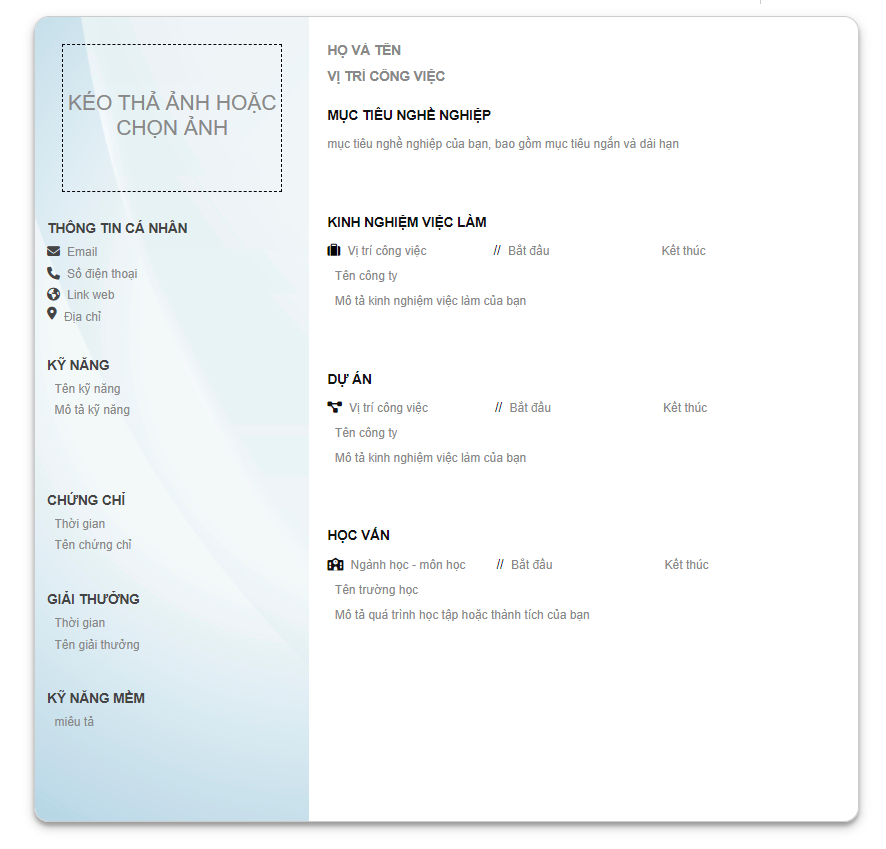 KÉO THẢ ẢNH HOẶC
CHỌN ẢNH
THÔNG TIN CÁ NHÂN
Email
Số điện thoại
Link web
Địa chỉ
KỸ NĂNG
Tên kỹ năng
Mô tả kỹ năng
CHỨNG CHỈ
Thời gian
Tên chứng chỉ
GIẢI THƯỞNG
Thời gian
Tên giải thưởng
KỸ NĂNG MỀM
miêu tả
HỌ VÀ TÊN
VỊ TRÍ CÔNG VIỆC
MỤC TIÊU NGHỀ NGHIỆP
mục tiêu nghề nghiệp của bạn, bao gồm mục tiêu ngắn và dài hạn
KINH NGHIỆM VIỆC LÀM
Vị trí công việc // Bắt đầu Kết thúc
Tên công ty
Mô tả kinh nghiệm việc làm của bạn
DỰ ÁN
Vị trí công việc // Bắt đầu Kết thúc
Tên công ty
Mô tả kinh nghiệm việc làm của bạn
HỌC VẤN
Ngành học - môn học // Bắt đầu Kết thúc
Tên trường học
Mô tả quá trình học tập hoặc thành tích của bạn